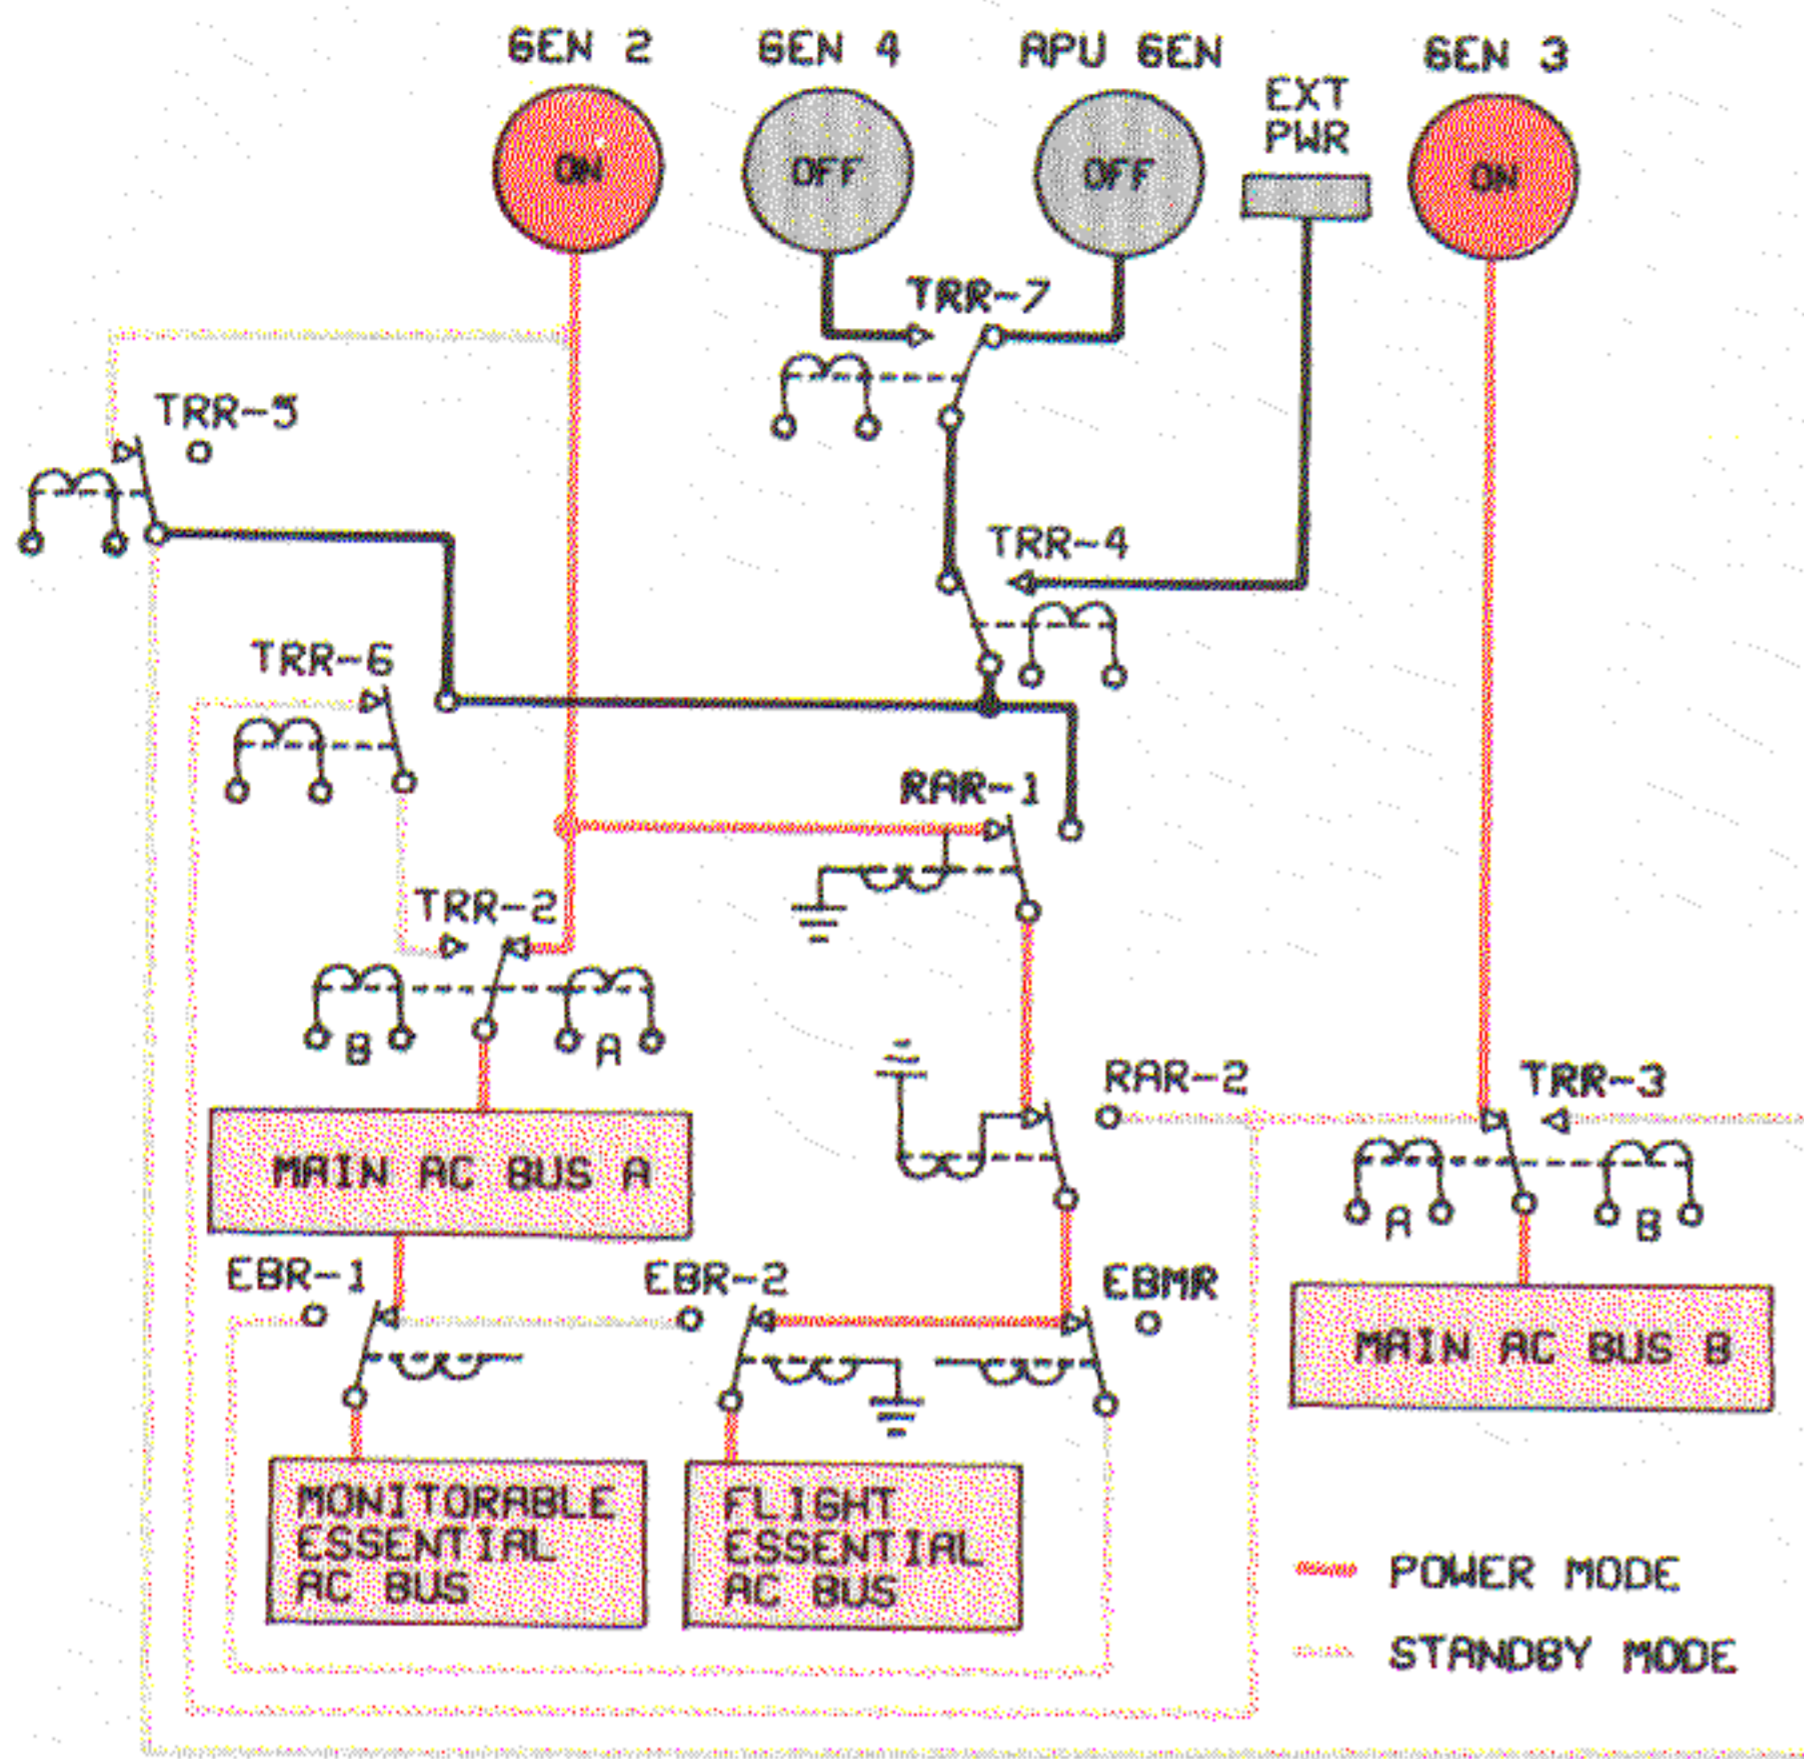 GEN 2
GEN 4
APU GEN
GEN 3
EXT
PWR
ON
OFF
OFF
ON
TRR-7
TRR-5
TRR-4
TRR-6
RAR-1
TRR-2
B
A
RAR-2
TRR-3
MAIN AC BUS A
A
B
EBR-1
EBR-2
EBMR
MAIN AC BUS B
MONITORABLE
ESSENTIAL
AC BUS
FLIGHT
ESSENTIAL
AC BUS
POWER MODE
STANDBY MODE